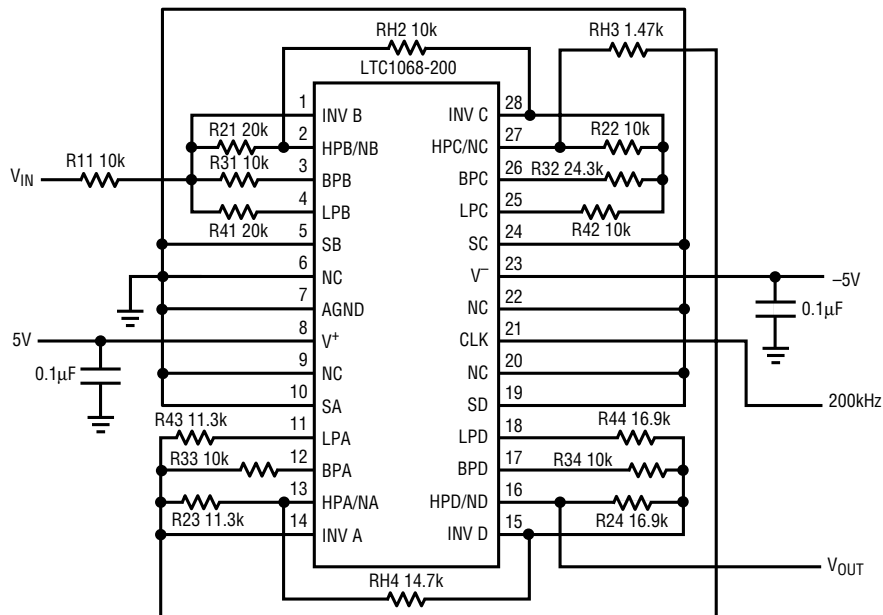 RH2 10k
RH3 1.47k
LTC1068-200
1 INV B INV C 28
R21 20k 2 HPB/NB HPC/NC 27 R22 10k
R11 10k R31 10k 3 BPB BPC 26 R32 24.3k
VIN
R41 20k 4 LPB LPC 25 R42 10k
5 SB SC 24
6 NC V– 23 –5V
7 AGND NC 22 0.1µF
5V 8 V+ CLK 21
0.1µF 9 NC NC 20
10 SA SD 19 200kHz
R43 11.3k 11 LPA LPD 18 R44 16.9k
R33 10k 12 BPA BPD 17 R34 10k
R23 11.3k 13 HPA/NA HPD/ND 16 R24 16.9k
14 INV A INV D 15
VOUT
RH4 14.7k